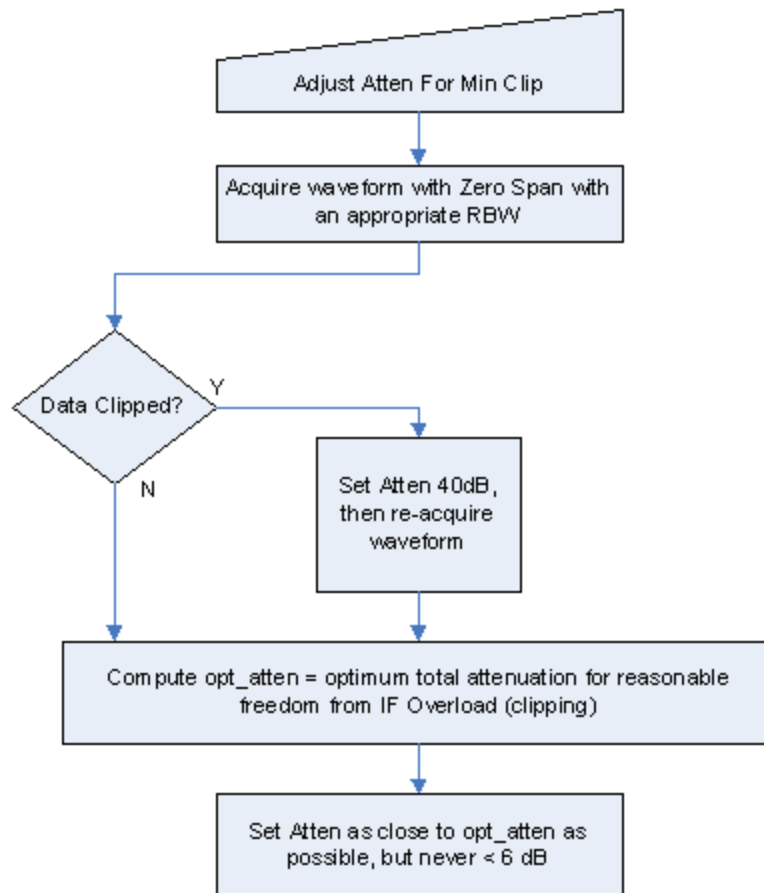 Adjust Atten For Min Clip
Acquire waveform with Zero Span with
an appropriate RBW
Data Clipped?
Y
N
Set Atten 40dB,
then re-acquire
waveform
Compute opt_atten = optimum total attenuation for reasonable
freedom from IF Overload (clipping)
Set Atten as close to opt_atten as
possible, but never < 6 dB